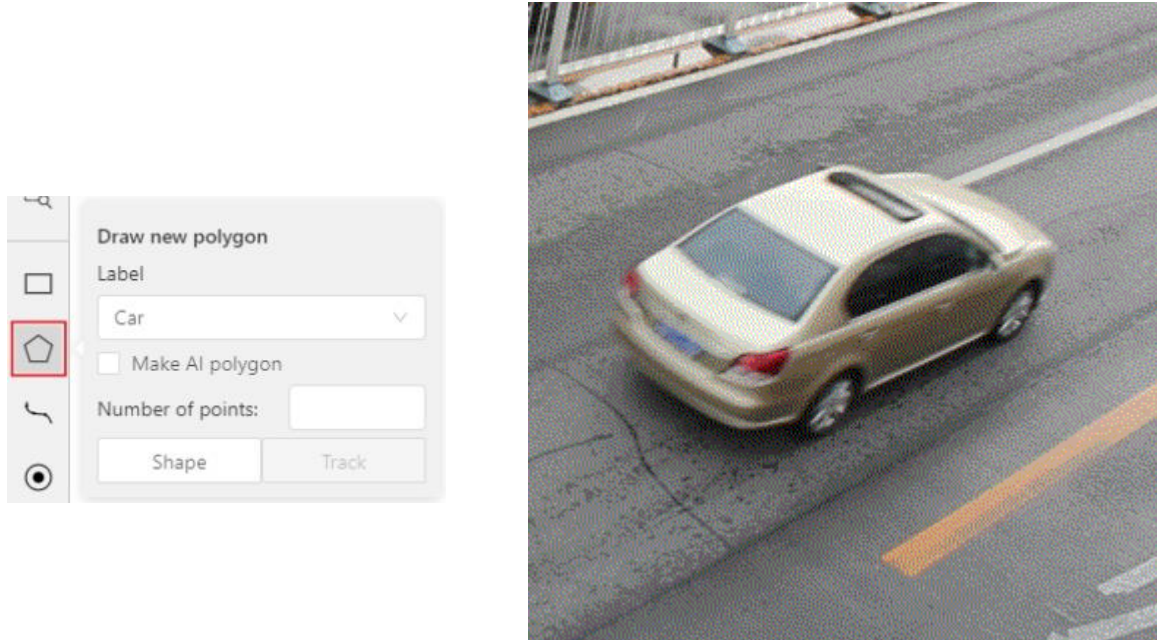 Draw new polygon
Label
Car
Make AI polygon
Number of points:
Shape
Track